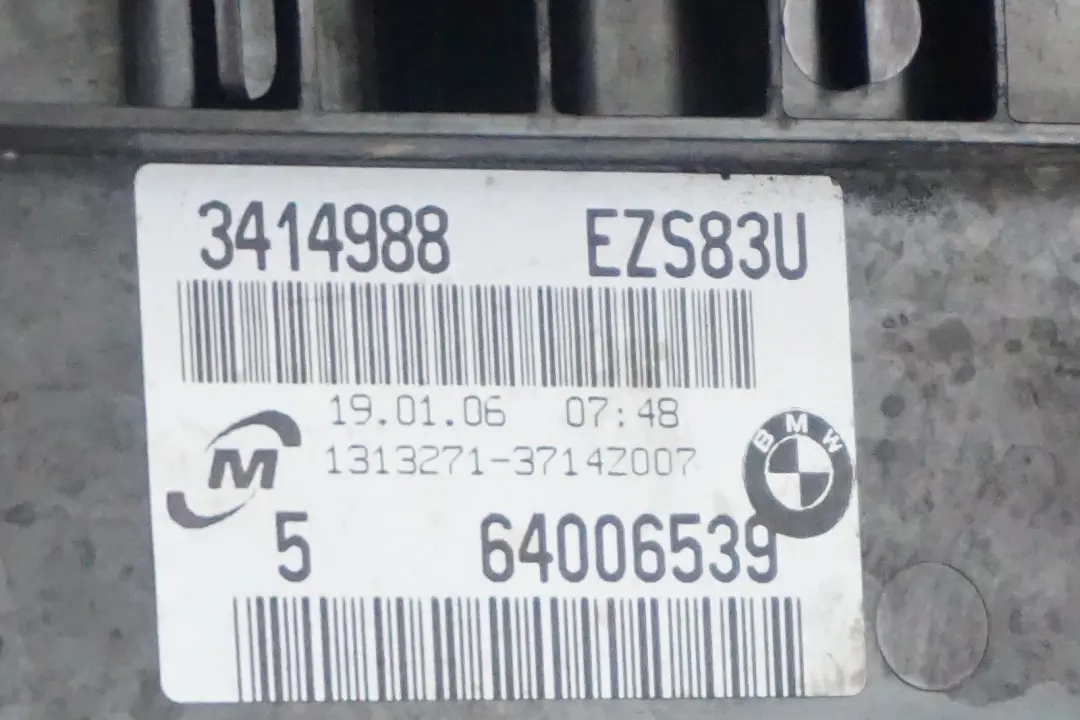 3414988 EZS83U
19.01.06 07:48
M 1313271-3714Z007
BMW
5 64006539